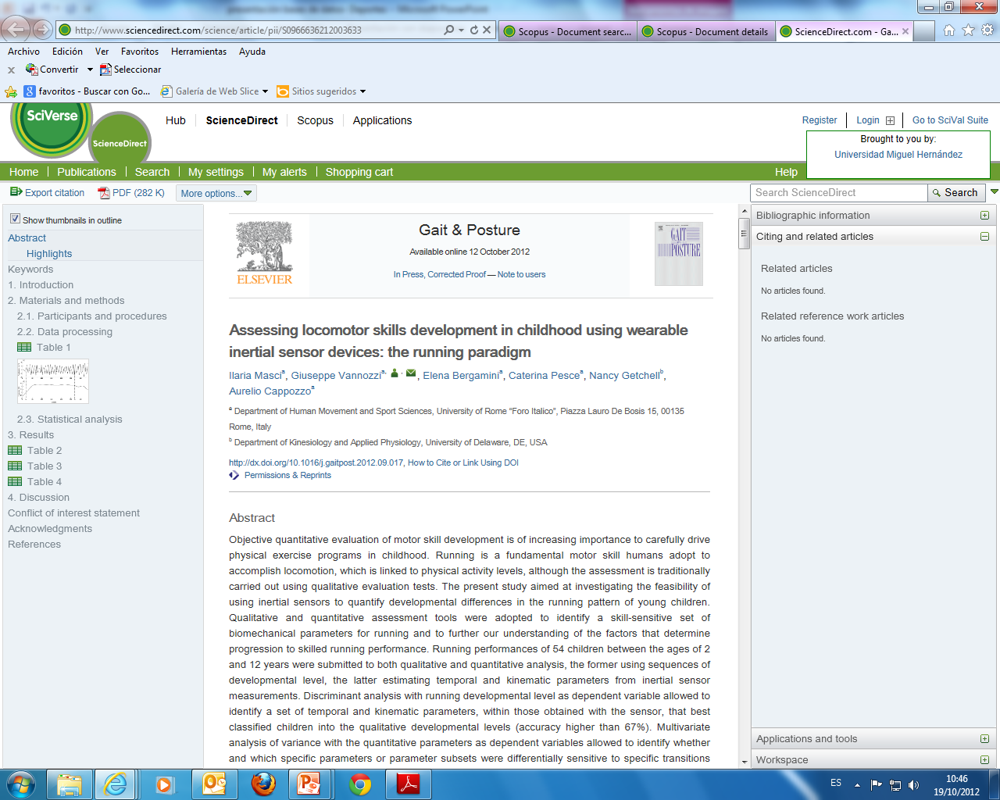 http://www.sciencedirect.com/science/article/pii/S0966636212003633
Scopus - Document searc...
Scopus - Document details
ScienceDirect.com - Ga...
Archivo Edición Ver Favoritos Herramientas Ayuda
x Convertir Seleccionar
favoritos - Buscar con Go... Galería de Web Slice Sitios sugeridos
SciVerse
ScienceDirect
Hub ScienceDirect Scopus Applications
Register Login Go to SciVal Suite
Brought to you by:
Universidad Miguel Hernández
Home Publications Search My settings My alerts Shopping cart Help
Export citation PDF (282 K) More options...
Search ScienceDirect Search
Show thumbnails in outline
Abstract
Highlights
Keywords
1. Introduction
2. Materials and methods
2.1. Participants and procedures
2.2. Data processing
Table 1
2.3. Statistical analysis
3. Results
Table 2
Table 3
Table 4
4. Discussion
Conflict of interest statement
Acknowledgments
References
ELSEVIER
Gait & Posture
Available online 12 October 2012
In Press, Corrected Proof — Note to users
GAIT
POSTURE
Assessing locomotor skills development in childhood using wearable
inertial sensor devices: the running paradigm
Ilaria Masciª, Giuseppe Vannozziª, , Elena Bergaminiª, Caterina Pesceª, Nancy Getchellᵇ,
Aurelio Cappozzoª
ª Department of Human Movement and Sport Sciences, University of Rome “Foro Italico”, Piazza Lauro De Bosis 15, 00135
Rome, Italy
ᵇ Department of Kinesiology and Applied Physiology, University of Delaware, DE, USA
http://dx.doi.org/10.1016/j.gaitpost.2012.09.017, How to Cite or Link Using DOI
Permissions & Reprints
Abstract
Objective quantitative evaluation of motor skill development is of increasing importance to carefully drive
physical exercise programs in childhood. Running is a fundamental motor skill humans adopt to
accomplish locomotion, which is linked to physical activity levels, although the assessment is traditionally
carried out using qualitative evaluation tests. The present study aimed at investigating the feasibility of
using inertial sensors to quantify developmental differences in the running pattern of young children.
Qualitative and quantitative assessment tools were adopted to identify a skill-sensitive set of
biomechanical parameters for running and to further our understanding of the factors that determine
progression to skilled running performance. Running performances of 54 children between the ages of 2
and 12 years were submitted to both qualitative and quantitative analysis, the former using sequences of
developmental level, the latter estimating temporal and kinematic parameters from inertial sensor
measurements. Discriminant analysis with running developmental level as dependent variable allowed to
identify a set of temporal and kinematic parameters, within those obtained with the sensor, that best
classified children into the qualitative developmental levels (accuracy higher than 67%). Multivariate
analysis of variance with the quantitative parameters as dependent variables allowed to identify whether
and which specific parameters or parameter subsets were differentially sensitive to specific transitions
Bibliographic information
Citing and related articles
Related articles
No articles found.
Related reference work articles
No articles found.
Applications and tools
Workspace
ES
10:46
19/10/2012